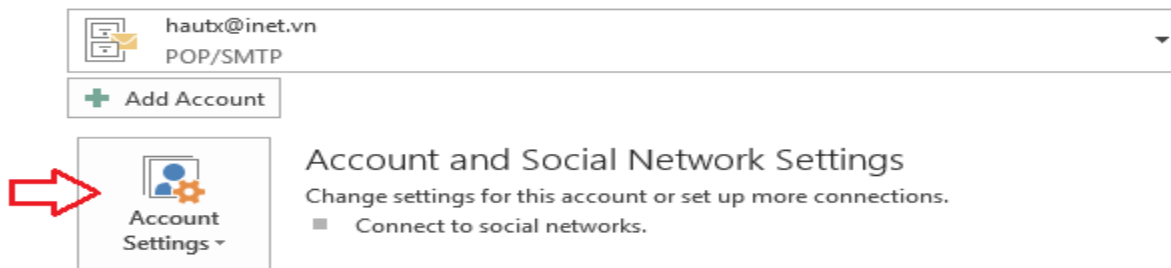 hautx@inet.vn
POP/SMTP
Add Account
Account and Social Network Settings
Change settings for this account or set up more connections.
Account
Settings
Connect to social networks.